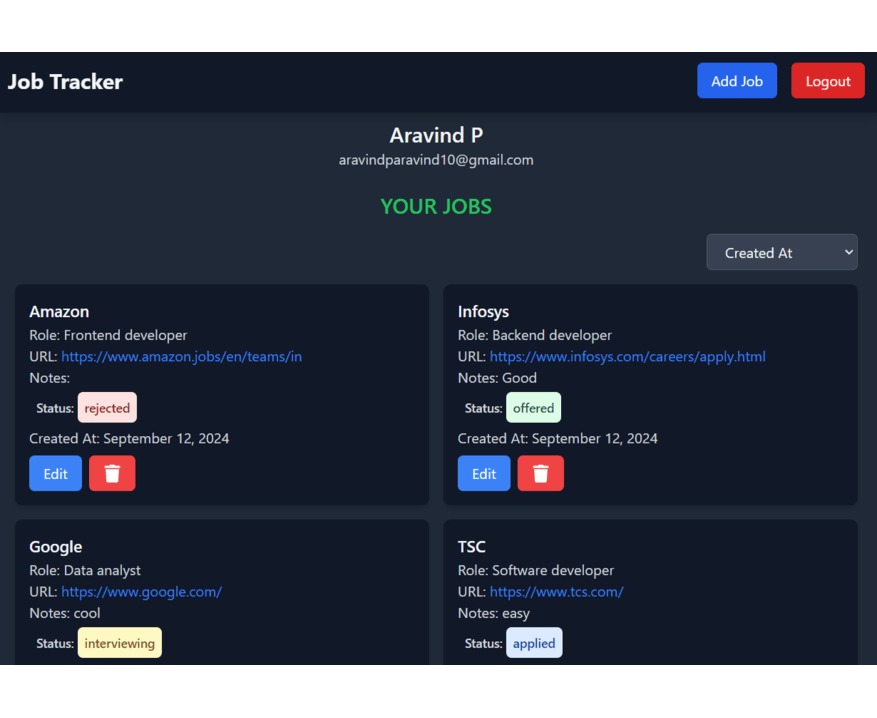 Job Tracker
Add Job
Logout
Aravind P
aravindparavind10@gmail.com
YOUR JOBS
Created At
Amazon
Role: Frontend developer
URL: https://www.amazon.jobs/en/teams/in
Notes:
Status: rejected
Created At: September 12, 2024
Edit
Infosys
Role: Backend developer
URL: https://www.infosys.com/careers/apply.html
Notes: Good
Status: offered
Created At: September 12, 2024
Edit
Google
Role: Data analyst
URL: https://www.google.com/
Notes: cool
Status: interviewing
TSC
Role: Software developer
URL: https://www.tcs.com/
Notes: easy
Status: applied